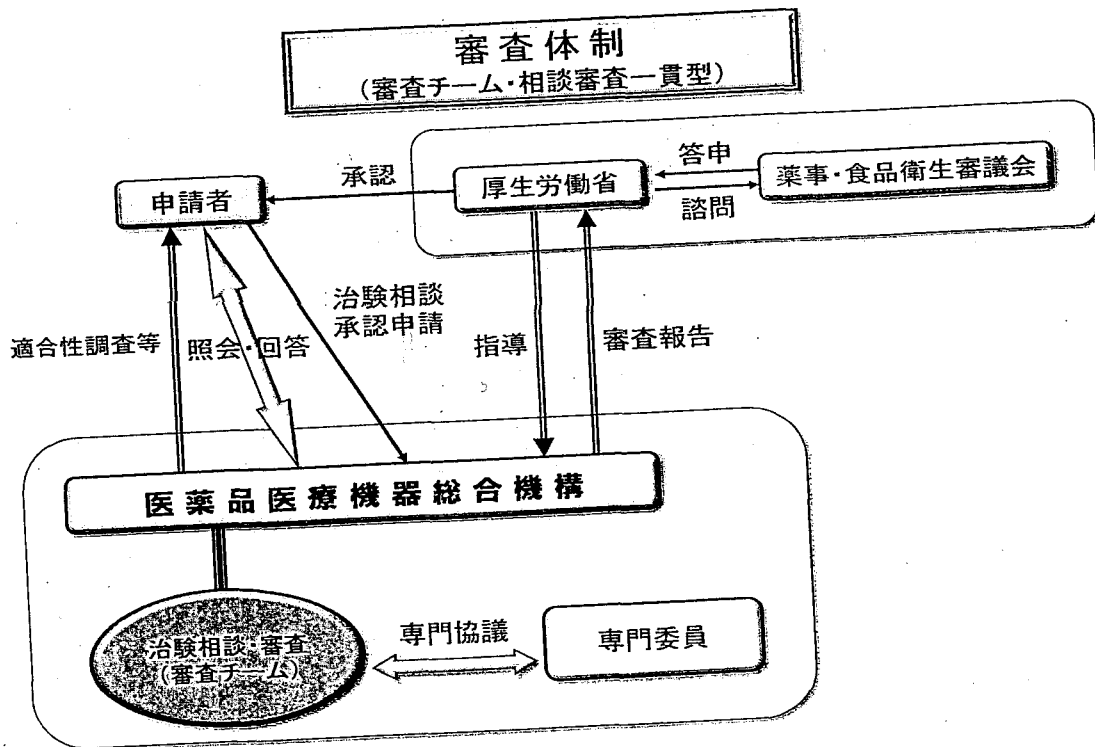 審査体制
(審査チーム・相談審査一貫型)
答申
承認
申請者
厚生労働省
薬事・食品衛生審議会
諮問
治験相談
承認申請
適合性調査等
照会・回答
指導
審査報告
医薬品医療機器総合機構
治験相談・審査
(審査チーム)
専門協議
専門委員